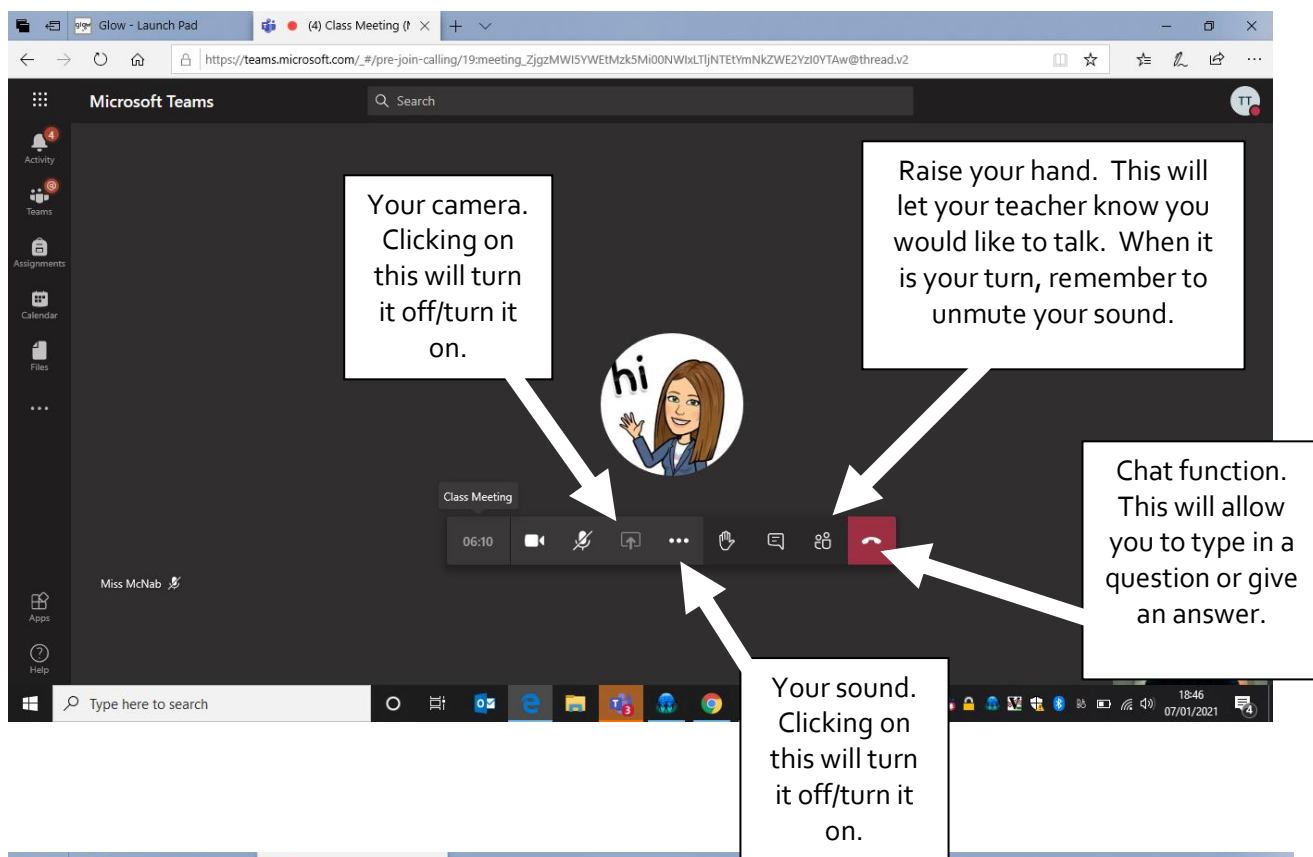 Glow - Launch Pad
(4) Class Meeting (
https://teams.microsoft.com/_#/pre-join-calling/19:meeting_ZjgzMWI5YWEtMzk5Mi00NWIxLTljNTEtYmNkZWE2YzI0YTAw@thread.v2
Microsoft Teams
Search
TT
4
Activity
Teams
Assignments
Calendar
Files
Your camera.
Clicking on
this will turn
it off/turn it
on.
Raise your hand. This will
let your teacher know you
would like to talk. When it
is your turn, remember to
unmute your sound.
hi
Chat function.
This will allow
you to type in a
question or give
an answer.
Class Meeting
06:10
Miss McNab
Apps
Help
Your sound.
Clicking on
this will turn
it off/turn it
on.
Type here to search
3
18:46
07/01/2021
4